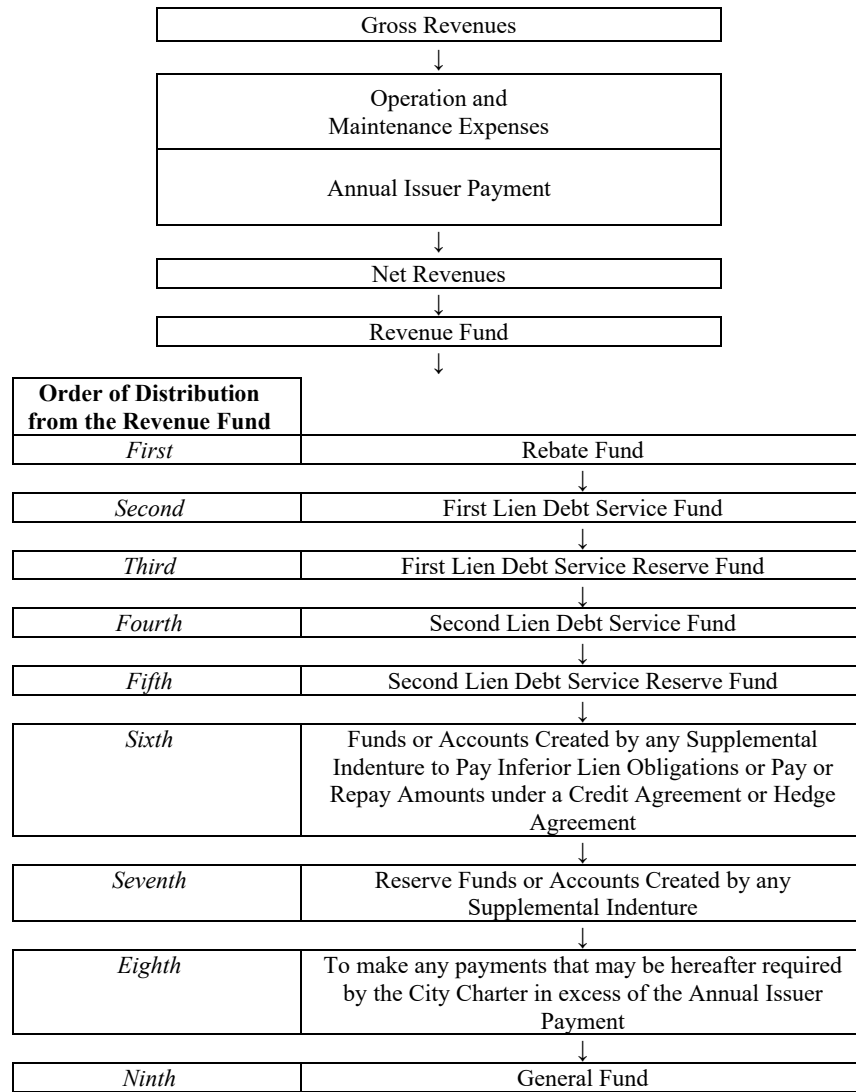 Gross Revenues
↓
Operation and
Maintenance Expenses
Annual Issuer Payment
↓
Net Revenues
↓
Revenue Fund
↓
Order of Distribution
from the Revenue Fund
First Rebate Fund
↓
Second First Lien Debt Service Fund
↓
Third First Lien Debt Service Reserve Fund
↓
Fourth Second Lien Debt Service Fund
↓
Fifth Second Lien Debt Service Reserve Fund
↓
Sixth Funds or Accounts Created by any Supplemental
Indenture to Pay Inferior Lien Obligations or Pay or
Repay Amounts under a Credit Agreement or Hedge
Agreement
↓
Seventh Reserve Funds or Accounts Created by any
Supplemental Indenture
↓
Eighth To make any payments that may be hereafter required
by the City Charter in excess of the Annual Issuer
Payment
↓
Ninth General Fund